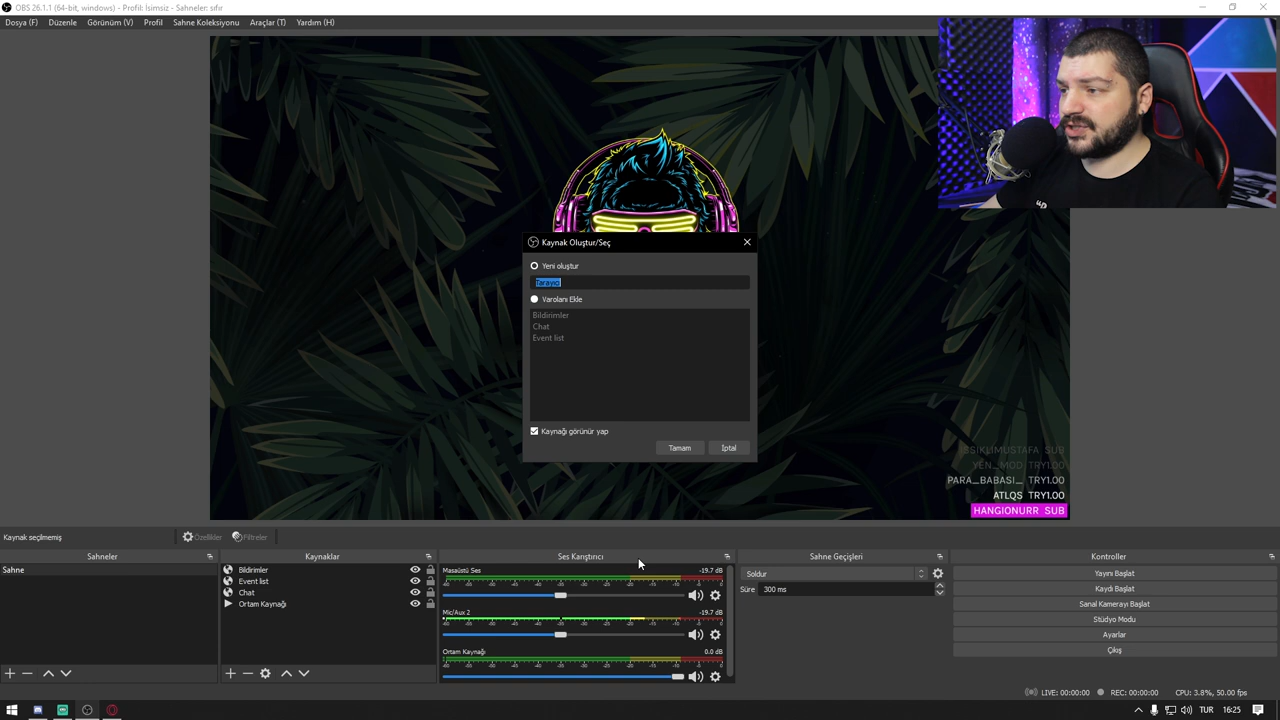 OBS 26.1.1 (64-bit, windows) - Profil: İsimsiz - Sahneler: sıfır
Dosya (F) Düzenle Görünüm (V) Profil Sahne Koleksiyonu Araçlar (T) Yardım (H)
Kaynak Oluştur/Seç
Yeni oluştur
Tarayıcı
Varolanı Ekle
Bildirimler
Chat
Event list
Kaynağı görünür yap
Tamam İptal
SSIKLIMUSTAFA SUB
YEN_MOD TRY1.00
PARA_BABASI_ TRY1.00
ATLQS TRY1.00
HANGIONURR SUB
Kaynak seçilmemiş Özellikler Filtreler
Sahneler Kaynaklar Ses Karıştırıcı Sahne Geçişleri Kontroller
Sahne
Bildirimler
Event list
Chat
Ortam Kaynağı
Masaüstü Ses -19.7 dB
Mic/Aux 2 -19.7 dB
Ortam Kaynağı 0.0 dB
Soldur
Süre 300 ms
Yayını Başlat
Kaydı Başlat
Sanal Kamerayı Başlat
Stüdyo Modu
Ayarlar
Çıkış
LIVE: 00:00:00 REC: 00:00:00 CPU: 3.8%, 50.00 fps
TUR 16:25